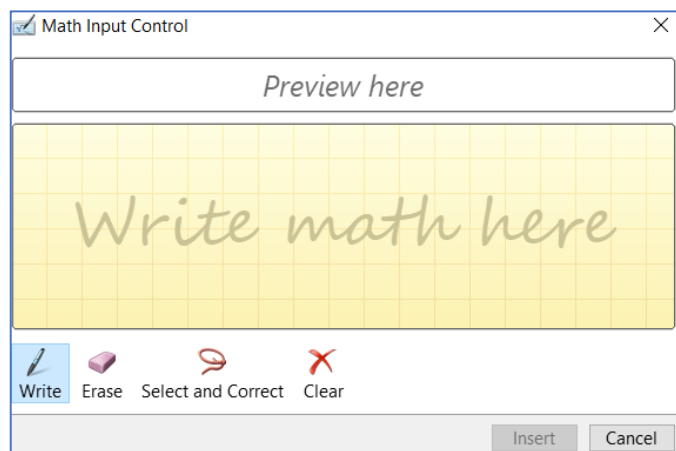 Math Input Control
Preview here
Write math here
Write Erase Select and Correct Clear
Insert Cancel